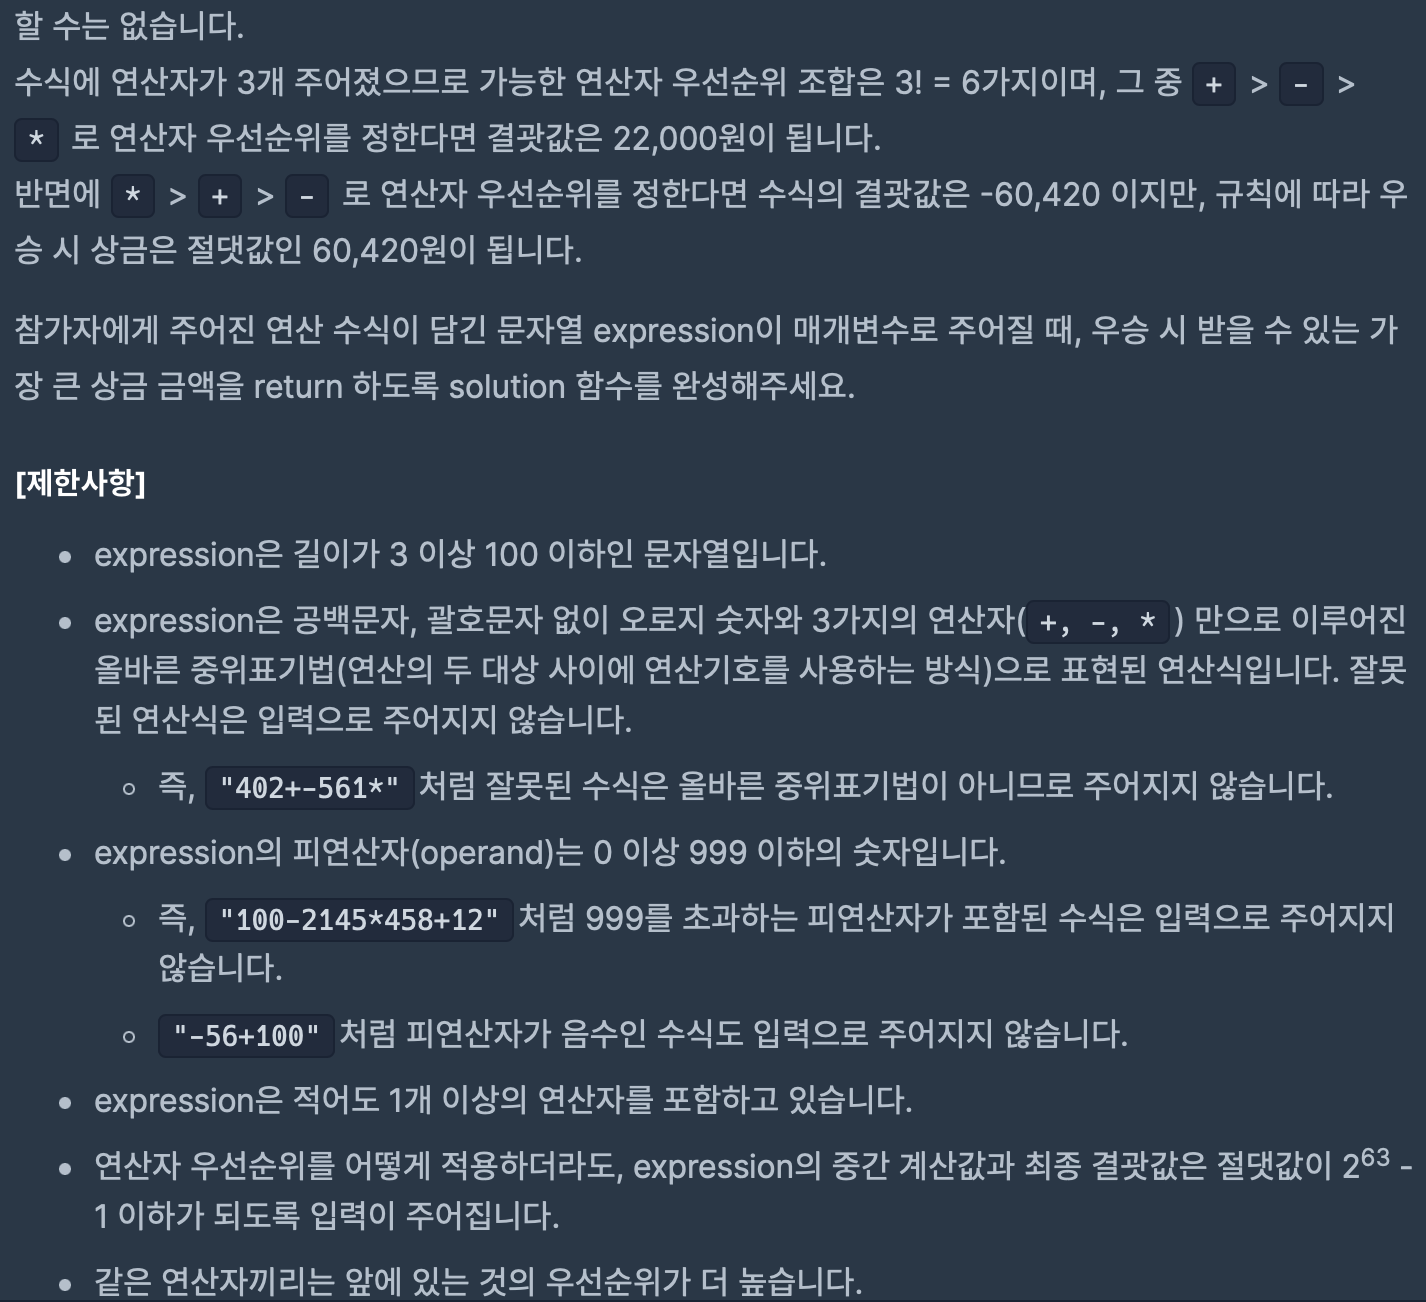 할 수는 없습니다.
수식에 연산자가 3개 주어졌으므로 가능한 연산자 우선순위 조합은 3! = 6가지이며, 그 중 + > - >
* 로 연산자 우선순위를 정한다면 결괏값은 22,000원이 됩니다.
반면에 * > + > - 로 연산자 우선순위를 정한다면 수식의 결괏값은 -60,420 이지만, 규칙에 따라 우
승 시 상금은 절댓값인 60,420원이 됩니다.
참가자에게 주어진 연산 수식이 담긴 문자열 expression이 매개변수로 주어질 때, 우승 시 받을 수 있는 가
장 큰 상금 금액을 return 하도록 solution 함수를 완성해주세요.
[제한사항]
• expression은 길이가 3 이상 100 이하인 문자열입니다.
• expression은 공백문자, 괄호문자 없이 오로지 숫자와 3가지의 연산자(+, -, *) 만으로 이루어진
올바른 중위표기법(연산의 두 대상 사이에 연산기호를 사용하는 방식)으로 표현된 연산식입니다. 잘못
된 연산식은 입력으로 주어지지 않습니다.
◦ 즉, "402+-561*"처럼 잘못된 수식은 올바른 중위표기법이 아니므로 주어지지 않습니다.
• expression의 피연산자(operand)는 0 이상 999 이하의 숫자입니다.
◦ 즉, "100-2145*458+12"처럼 999를 초과하는 피연산자가 포함된 수식은 입력으로 주어지지
않습니다.
◦ "-56+100"처럼 피연산자가 음수인 수식도 입력으로 주어지지 않습니다.
• expression은 적어도 1개 이상의 연산자를 포함하고 있습니다.
• 연산자 우선순위를 어떻게 적용하더라도, expression의 중간 계산값과 최종 결괏값은 절댓값이 2⁶³ -
1 이하가 되도록 입력이 주어집니다.
• 같은 연산자끼리는 앞에 있는 것의 우선순위가 더 높습니다.